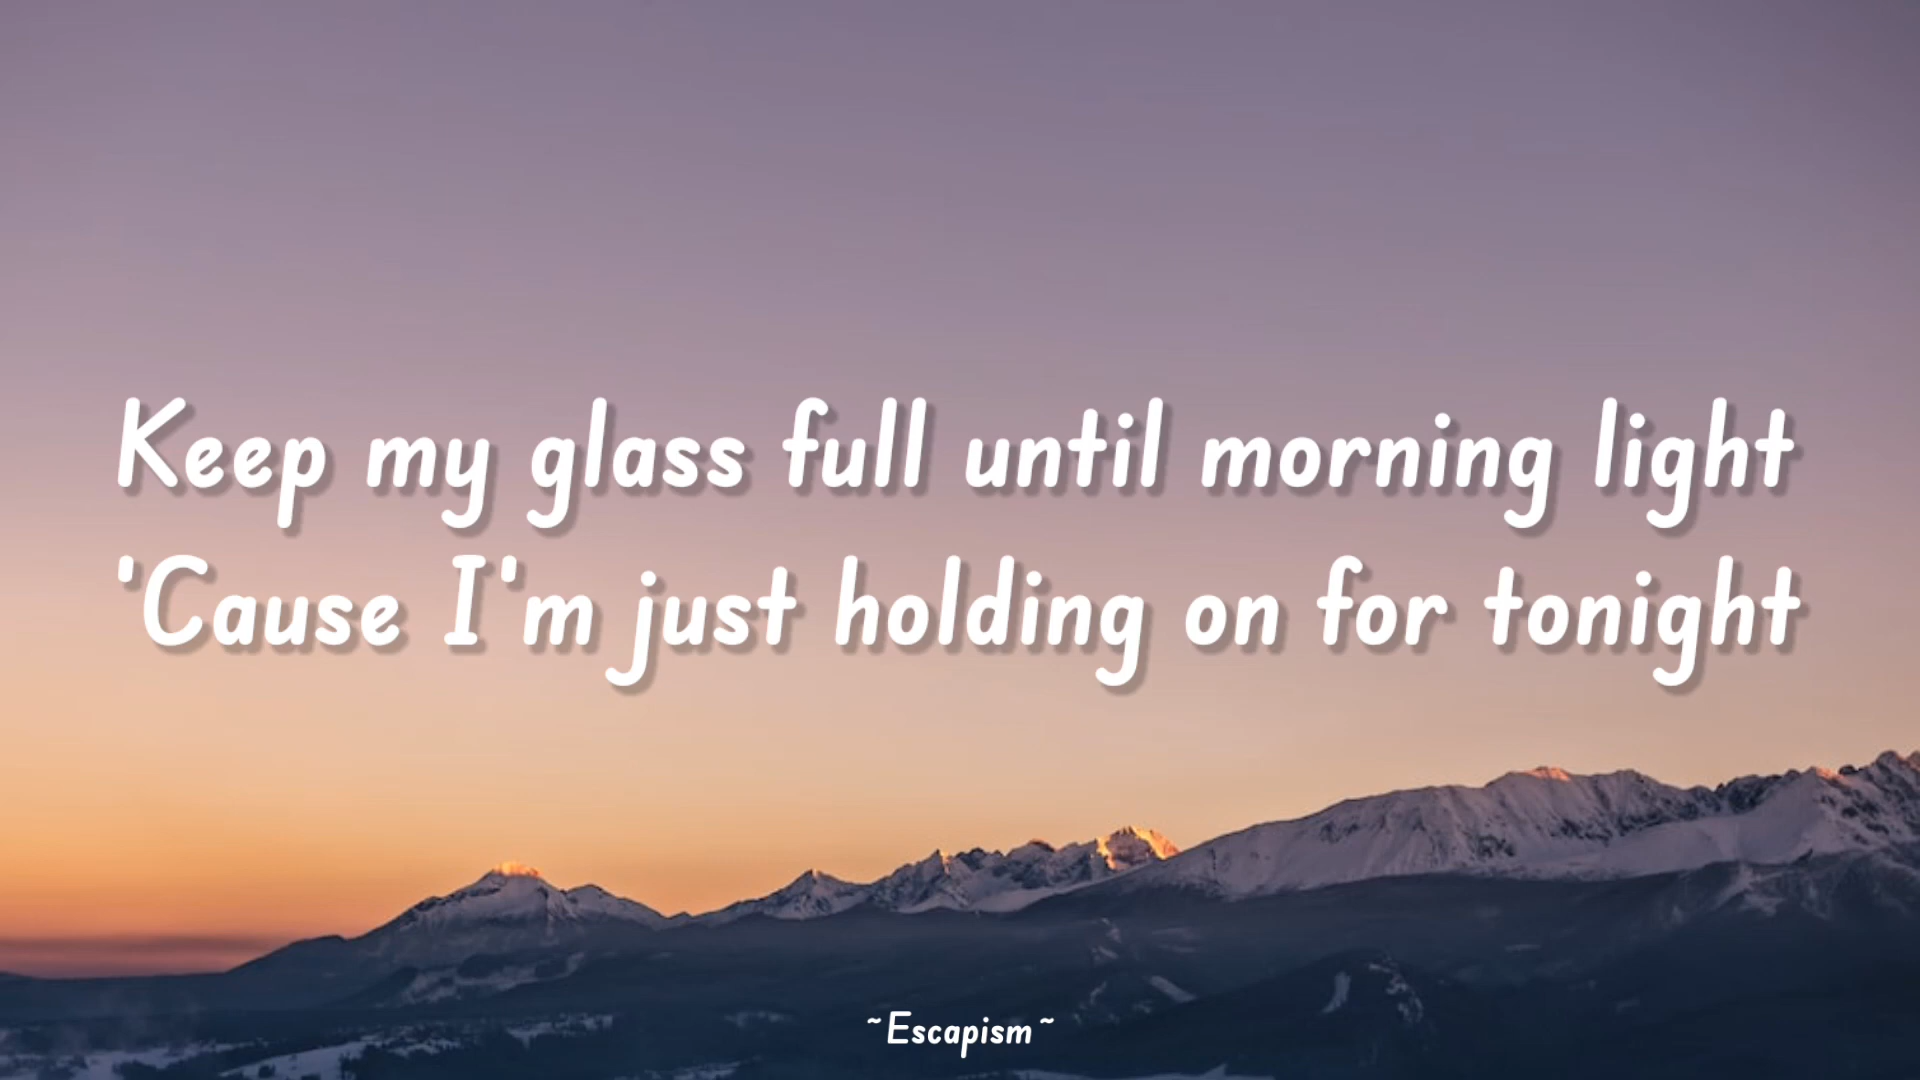 Keep my glass full until morning light
'Cause I'm just holding on for tonight
~Escapism~